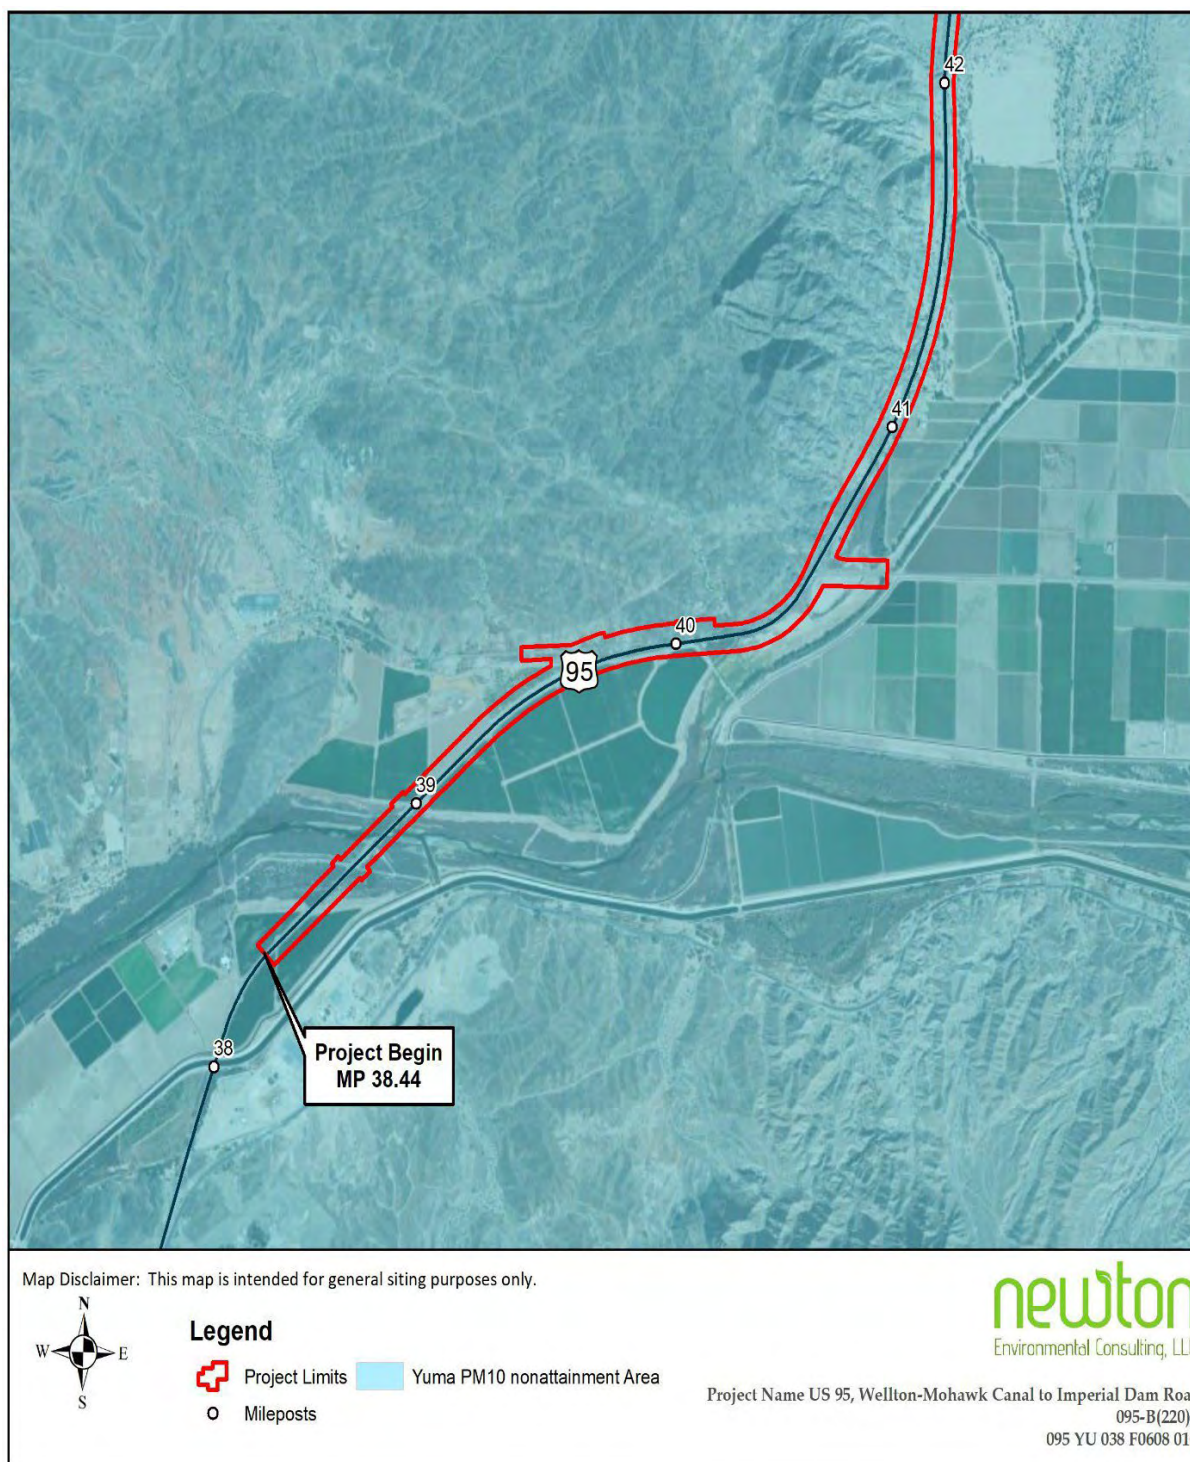 42
41
40
95
39
38
Project Begin
MP 38.44
Map Disclaimer: This map is intended for general siting purposes only.
N
W
E
S
Legend
Project Limits
Yuma PM10 nonattainment Area
Mileposts
newton
Environmental Consulting, LL
Project Name US 95, Wellton-Mohawk Canal to Imperial Dam Roa
095-B(220)
095 YU 038 F0608 01